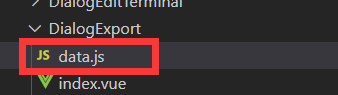 DialogEditTerminal
DialogExport
JS data.js
index.vue